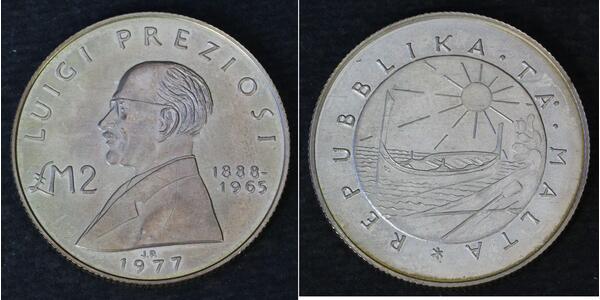 LUIGI PREZIOSI
£M2
1888-
1965
J.P.
1977
REPUBBLIKA · TA' · MALTA *